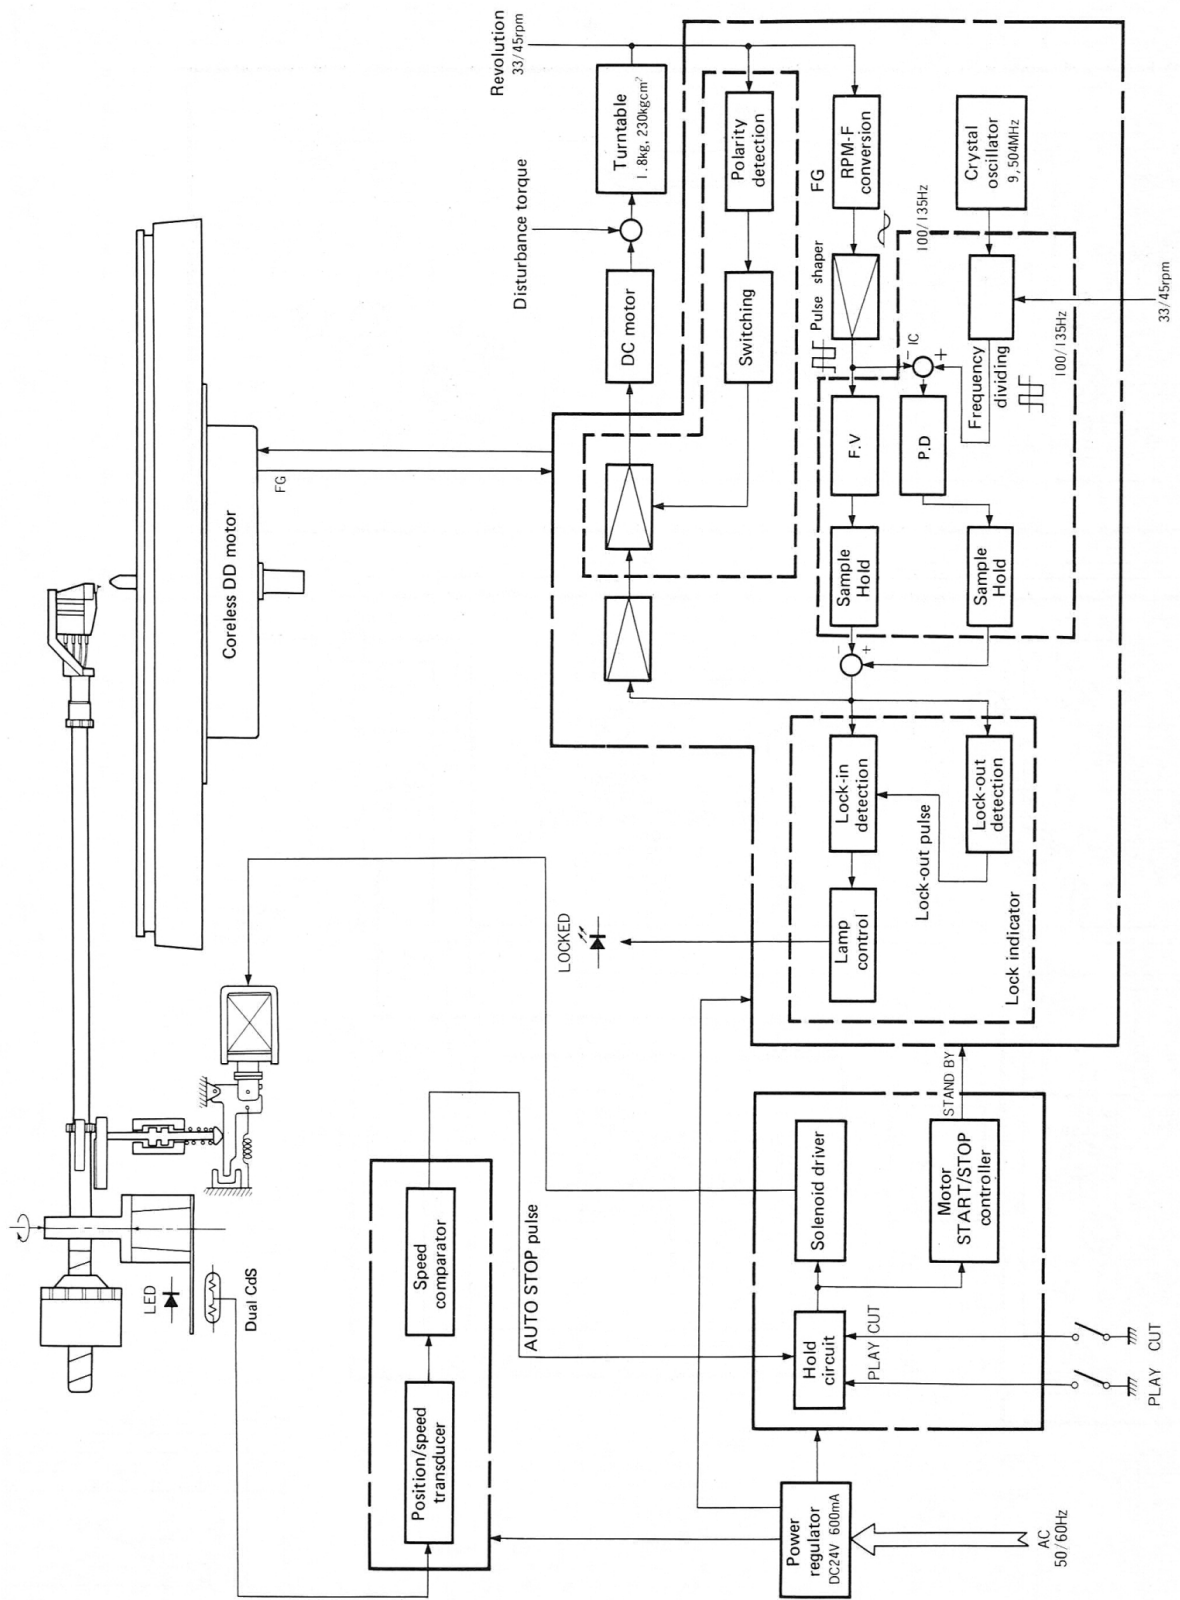 LED
Dual CdS
Coreless DD motor
FG
Position/speed
transducer
Speed
comparator
AUTO STOP pulse
LOCKED
Disturbance torque
Revolution
33/45rpm
DC motor
Turntable
1.8kg, 230kgcm²
Switching
Polarity
detection
Power
regulator
DC24V 600mA
AC
50/60Hz
Hold
circuit
PLAY CUT
Solenoid driver
Motor
START/STOP
controller
STAND BY
PLAY CUT
Lamp
control
Lock-in
detection
Lock-out pulse
Lock-out
detection
Lock indicator
-
+
Sample
Hold
F.V
Pulse shaper
FG
RPM-F
conversion
100/135Hz
Sample
Hold
P.D
- IC
+
Frequency
dividing
100/135Hz
Crystal
oscillator
9,504MHz
33/45rpm